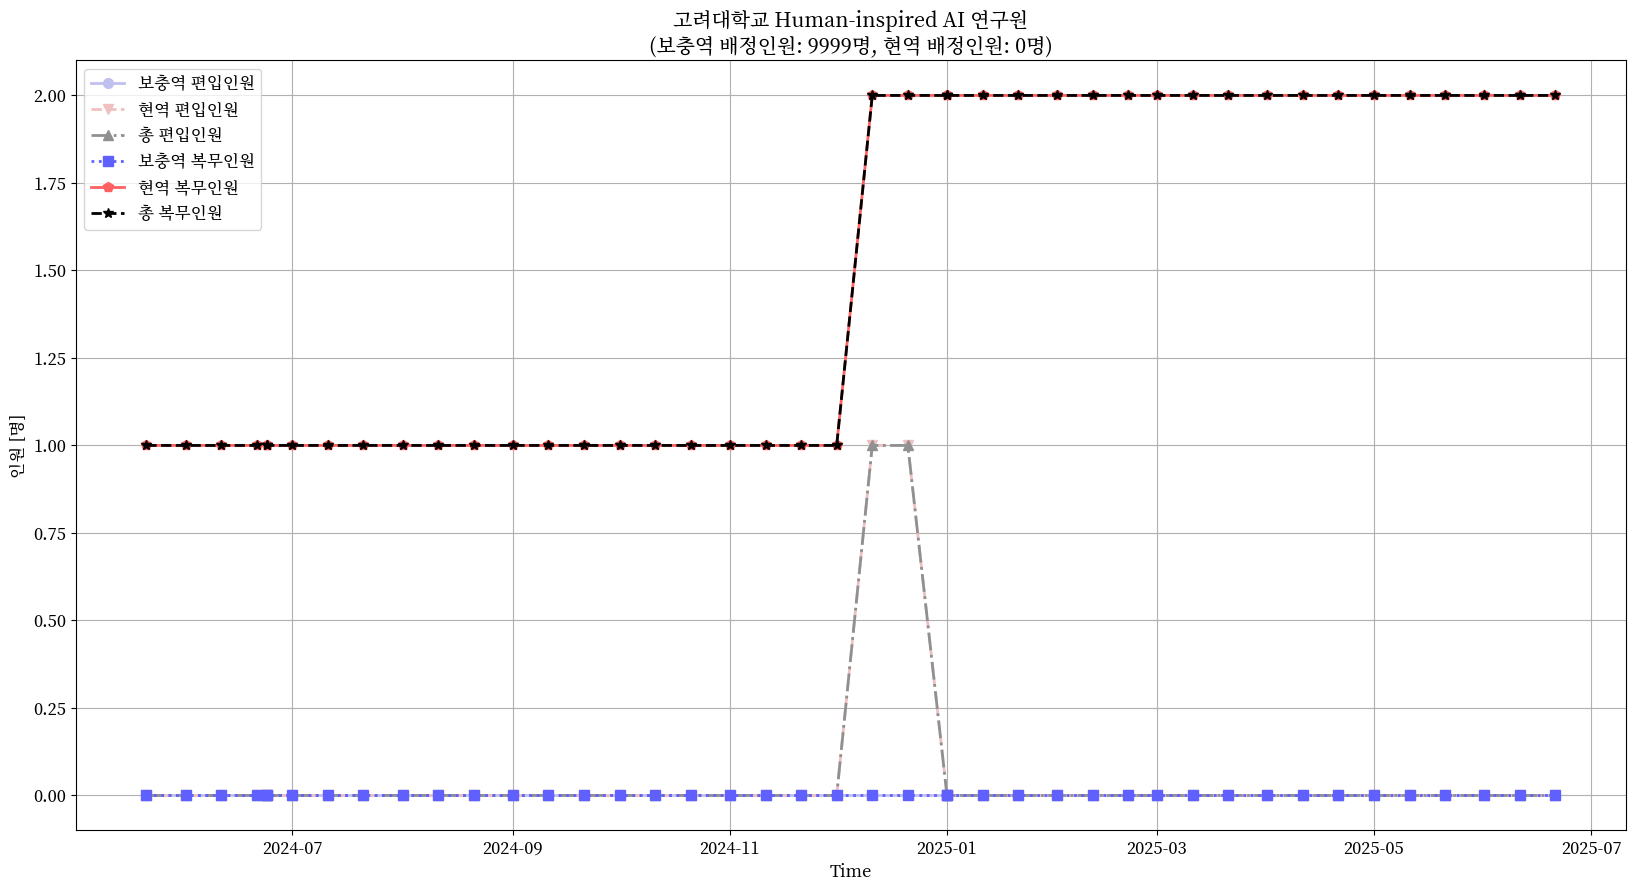 고려대학교 Human-inspired AI 연구원
(보충역 배정인원: 9999명, 현역 배정인원: 0명)
보충역 편입인원
현역 편입인원
총 편입인원
보충역 복무인원
현역 복무인원
총 복무인원
2.00
1.75
1.50
1.25
1.00
0.75
0.50
0.25
0.00
인원 [명]
2024-07
2024-09
2024-11
2025-01
2025-03
2025-05
2025-07
Time